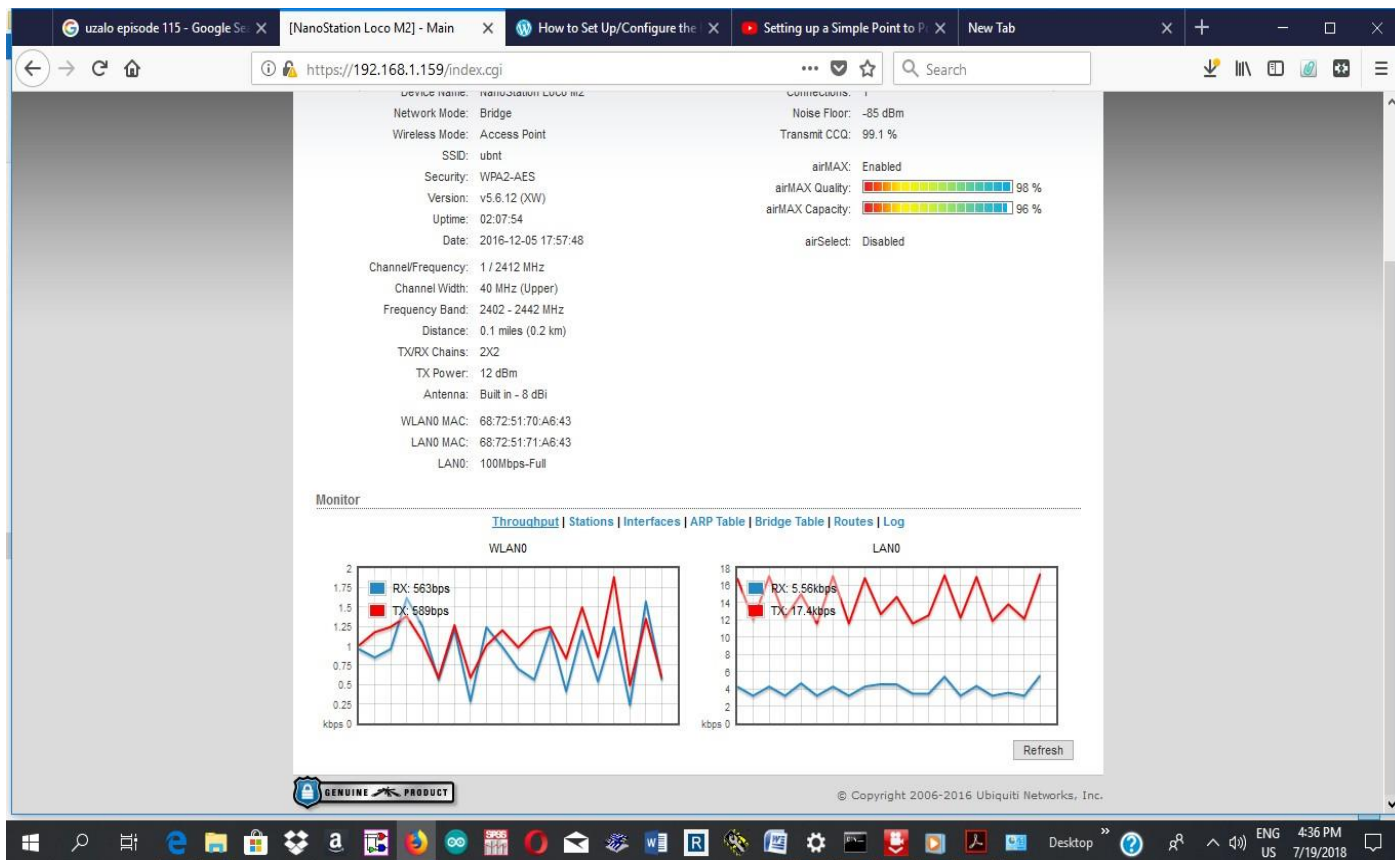 uzalo episode 115 - Google Se
[NanoStation Loco M2] - Main
How to Set Up/Configure the
Setting up a Simple Point to P
New Tab
https://192.168.1.159/index.cgi
Search
Device Name: NanoStation Loco M2
Network Mode: Bridge
Wireless Mode: Access Point
SSID: ubnt
Security: WPA2-AES
Version: v5.6.12 (XW)
Uptime: 02:07:54
Date: 2016-12-05 17:57:48
Channel/Frequency: 1 / 2412 MHz
Channel Width: 40 MHz (Upper)
Frequency Band: 2402 - 2442 MHz
Distance: 0.1 miles (0.2 km)
TX/RX Chains: 2X2
TX Power: 12 dBm
Antenna: Built in - 8 dBi
WLAN0 MAC: 68:72:51:70:A6:43
LAN0 MAC: 68:72:51:71:A6:43
LAN0: 100Mbps-Full
Connections: 1
Noise Floor: -85 dBm
Transmit CCQ: 99.1 %
airMAX: Enabled
airMAX Quality: 98 %
airMAX Capacity: 96 %
airSelect: Disabled
Monitor
Throughput | Stations | Interfaces | ARP Table | Bridge Table | Routes | Log
WLAN0
2
1.75
1.5
1.25
1
0.75
0.5
0.25
kbps 0
RX: 563bps
TX: 589bps
LAN0
18
16
14
12
10
8
6
4
2
kbps 0
RX: 5.56kbps
TX: 17.4kbps
Refresh
GENUINE PRODUCT
© Copyright 2006-2016 Ubiquiti Networks, Inc.
Desktop
ENG
US
4:36 PM
7/19/2018